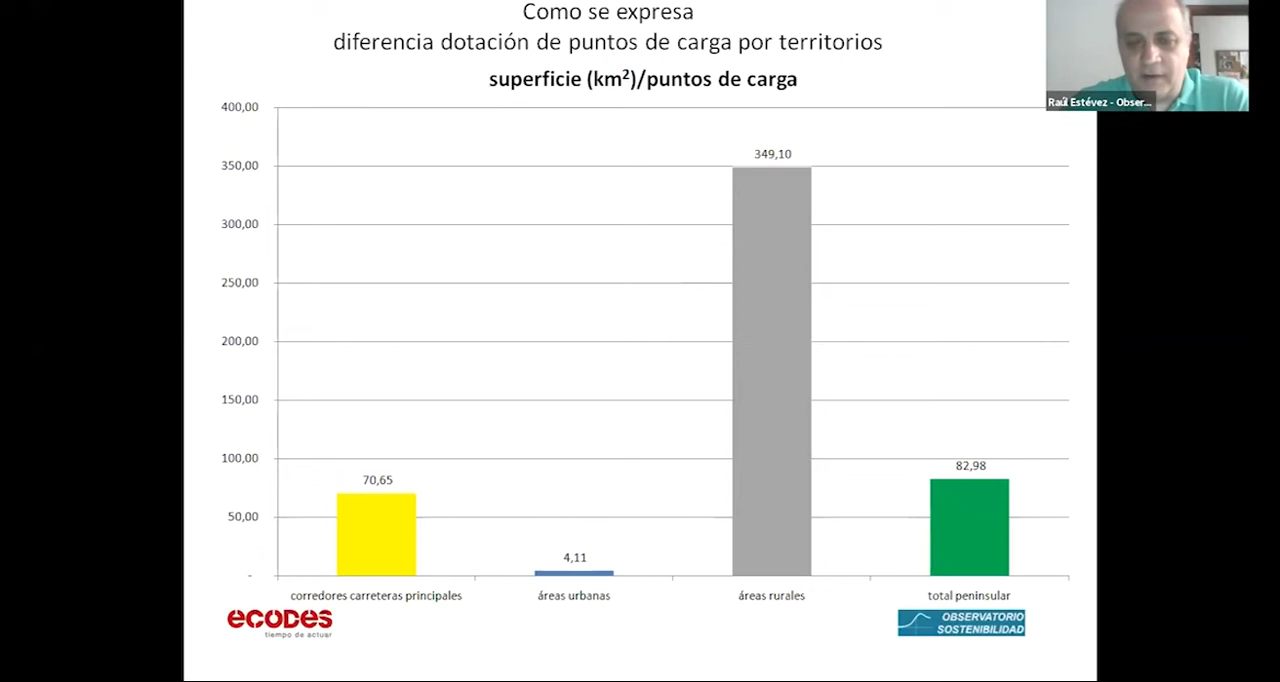 Como se expresa
diferencia dotación de puntos de carga por territorios
superficie (km²)/puntos de carga
Raúl Estévez - Obser...
400,00
350,00
300,00
250,00
200,00
150,00
100,00
50,00
-
349,10
70,65
4,11
82,98
corredores carreteras principales
áreas urbanas
áreas rurales
total peninsular
ecodes
tiempo de actuar
OBSERVATORIO
SOSTENIBILIDAD